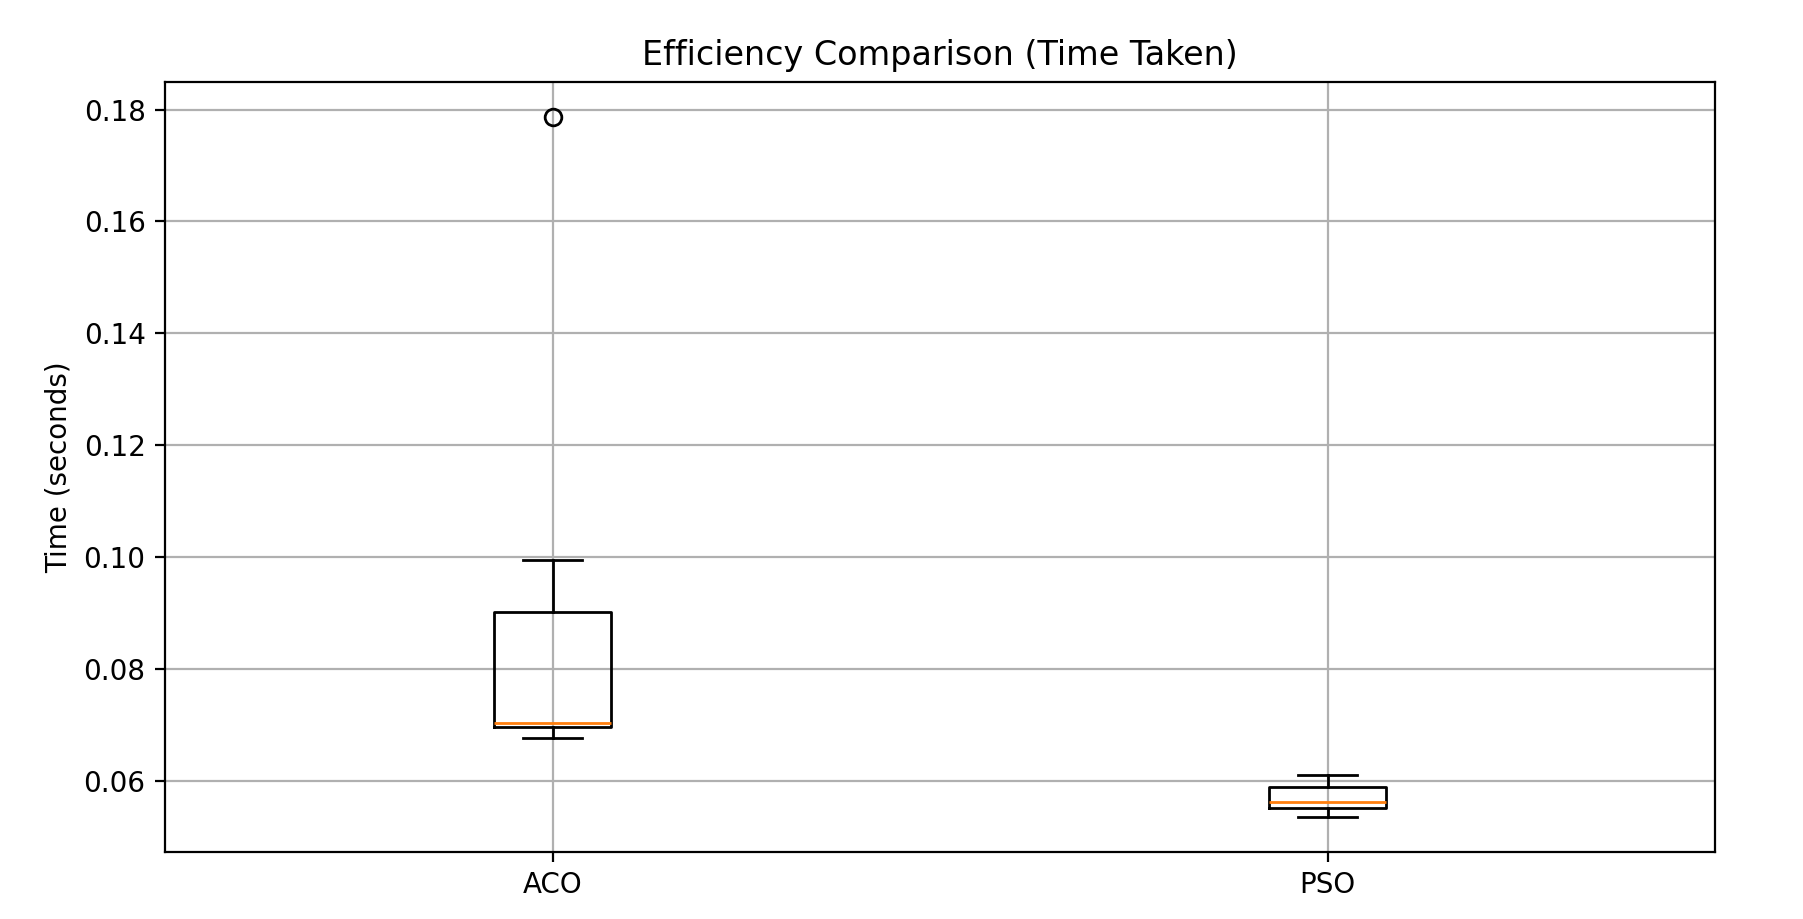 Efficiency Comparison (Time Taken)
0.18
0.16
0.14
0.12
0.10
0.08
0.06
Time (seconds)
ACO
PSO